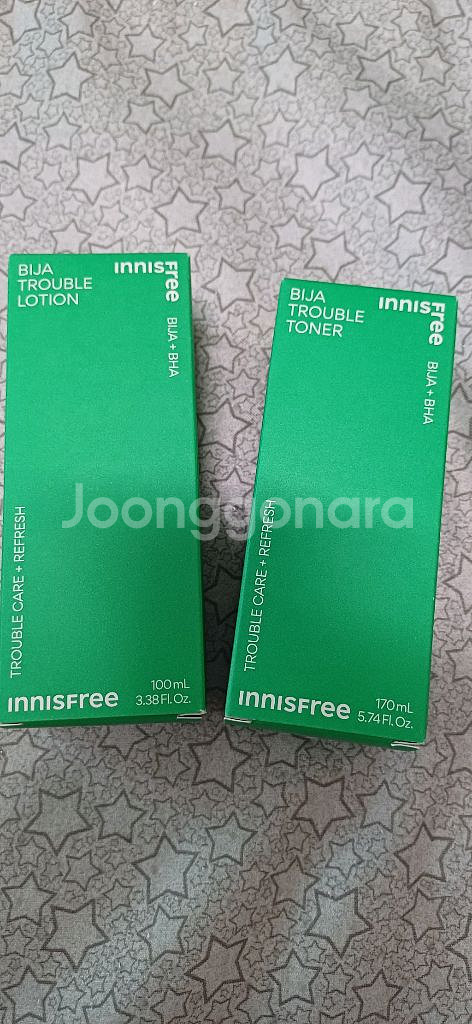 BIJA
TROUBLE
LOTION
INNISFree
BIJA + BHA
TROUBLE CARE + REFRESH
INNISFree
100 mL
3.38 Fl. Oz.
BIJA
TROUBLE
TONER
INNISFree
BIJA + BHA
TROUBLE CARE + REFRESH
INNISFree
170 mL
5.74 Fl. Oz.
Joonggonara